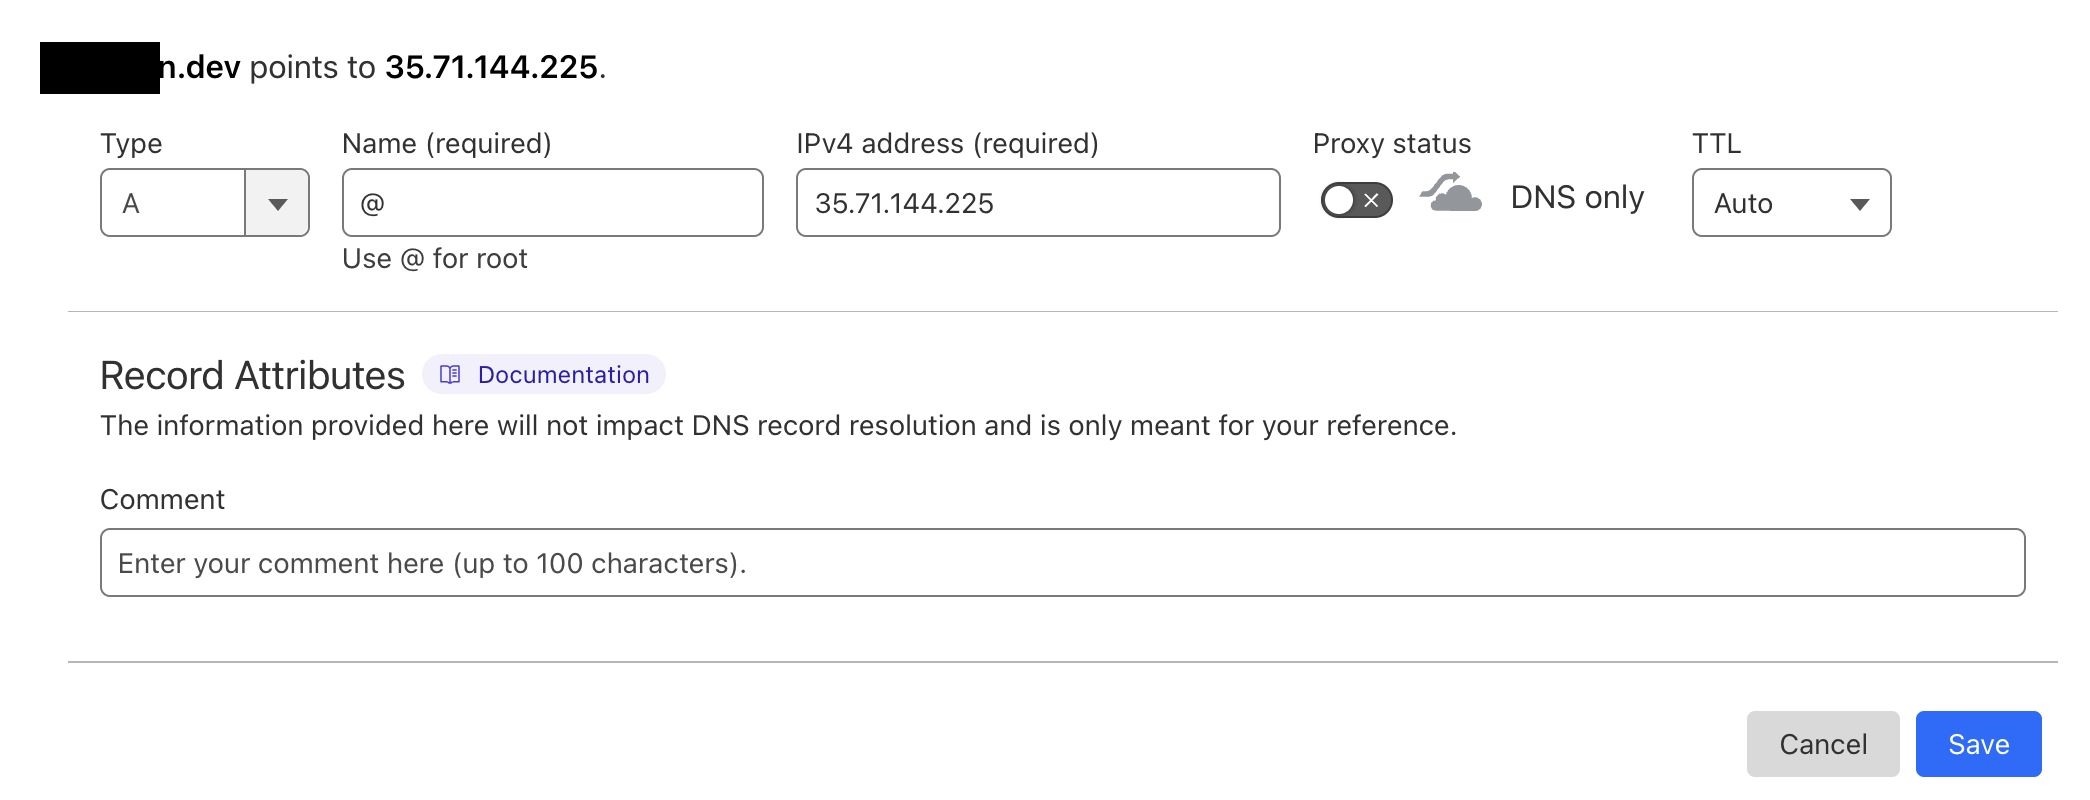 n.dev points to 35.71.144.225.
Type Name (required) IPv4 address (required) Proxy status TTL
A @ 35.71.144.225 DNS only Auto
Use @ for root
Record Attributes Documentation
The information provided here will not impact DNS record resolution and is only meant for your reference.
Comment
Enter your comment here (up to 100 characters).
Cancel Save